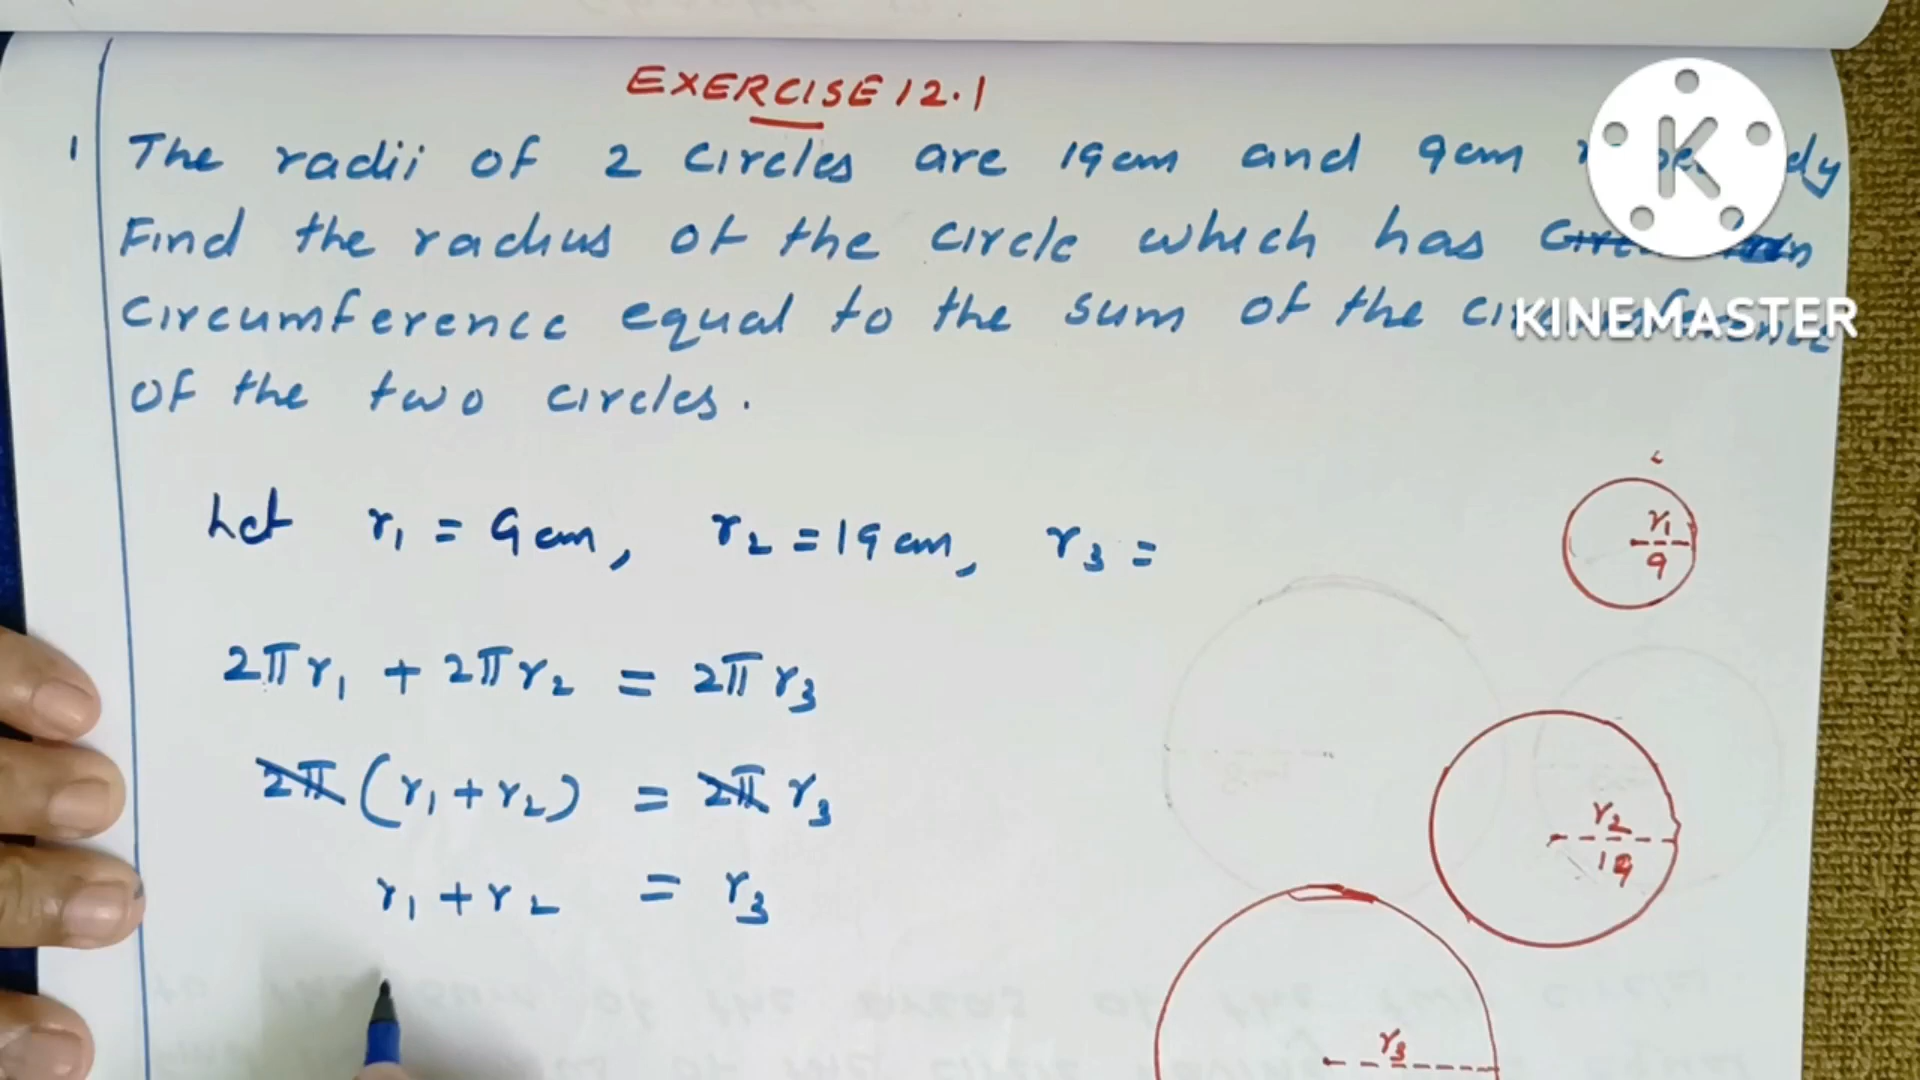 EXERCISE 12.1
1 The radii of 2 circles are 19cm and 9cm
Find the radius of the circle which has
circumference equal to the sum of the
of the two circles.
KINEMASTER
Let r₁ = 9cm, r₂ = 19cm, r₃ =
r₁
9
2πr₁ + 2πr₂ = 2πr₃
2π(r₁+r₂) = 2πr₃
r₂
19
r₁+r₂ = r₃
r₃